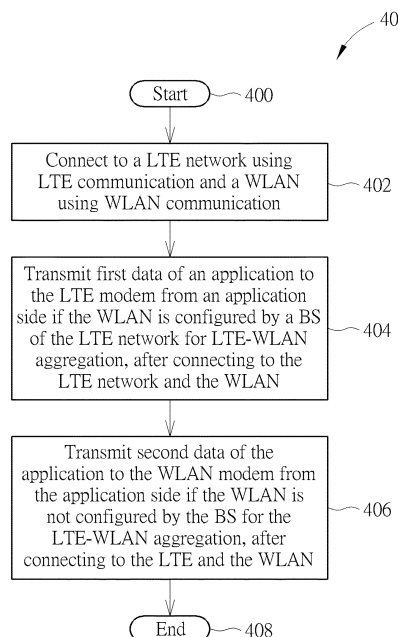 40
Start
400
Connect to a LTE network using
LTE communication and a WLAN
using WLAN communication
402
Transmit first data of an application to
the LTE modem from an application
side if the WLAN is configured by a BS
of the LTE network for LTE-WLAN
aggregation, after connecting to the
LTE network and the WLAN
404
Transmit second data of the
application to the WLAN modem from
the application side if the WLAN is
not configured by the BS for the
LTE-WLAN aggregation, after
connecting to the LTE and the WLAN
406
End
408